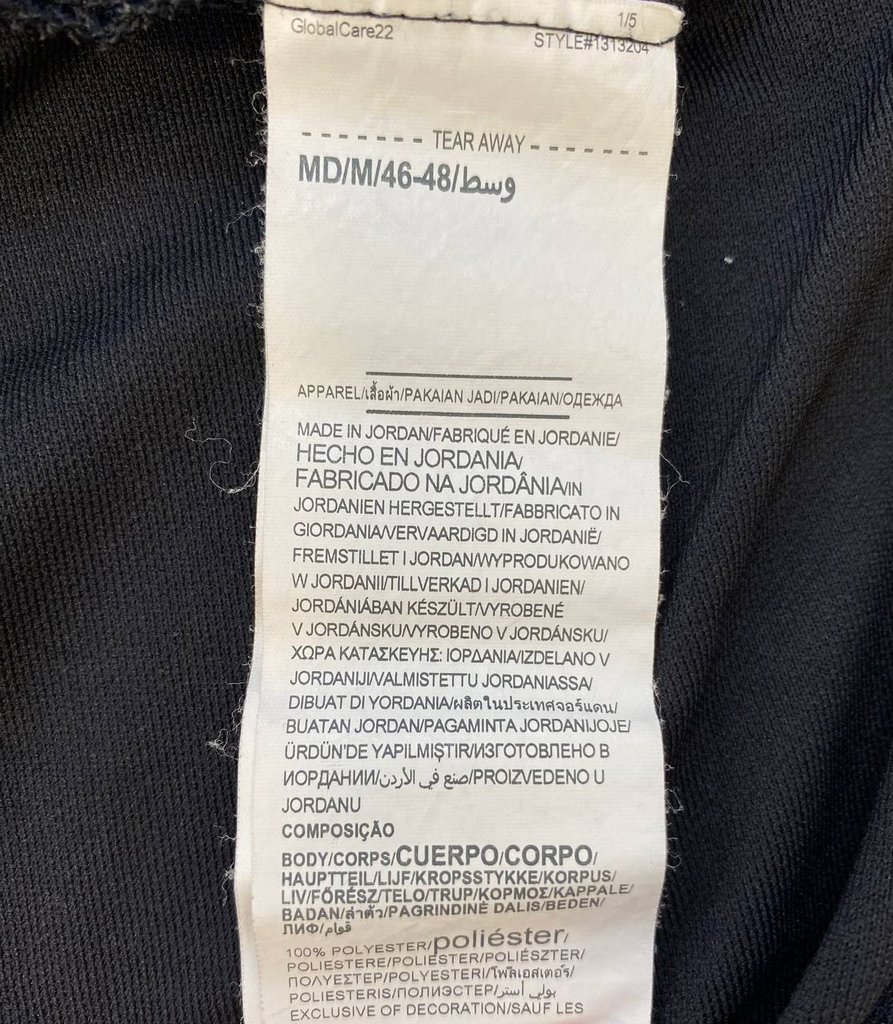 GlobalCare22
1/5
STYLE#1313204
- - - - - - - TEAR AWAY - - - - - - -
MD/M/46-48/وسط
APPAREL/เสื้อผ้า/PAKAIAN JADI/PAKAIAN/ОДЕЖДА
MADE IN JORDAN/FABRIQUÉ EN JORDANIE/
HECHO EN JORDANIA/
FABRICADO NA JORDÂNIA/IN
JORDANIEN HERGESTELLT/FABBRICATO IN
GIORDANIA/VERVAARDIGD IN JORDANIË/
FREMSTILLET I JORDAN/WYPRODUKOWANO
W JORDANII/TILLVERKAD I JORDANIEN/
JORDÁNIÁBAN KÉSZÜLT/VYROBENÉ
V JORDÁNSKU/VYROBENO V JORDÁNSKU/
ΧΩΡΑ ΚΑΤΑΣΚΕΥΗΣ: ΙΟΡΔΑΝΙΑ/IZDELANO V
JORDANIJI/VALMISTETTU JORDANIASSA/
DIBUAT DI YORDANIA/ผลิตในประเทศจอร์แดน/
BUATAN JORDAN/PAGAMINTA JORDANIJOJE/
ÜRDÜN'DE YAPILMIŞTIR/ИЗГОТОВЛЕНО В
ИОРДАНИИ/صنع في الأردن/PROIZVEDENO U
JORDANU
COMPOSIÇÃO
BODY/CORPS/CUERPO/CORPO/
HAUPTTEIL/LIJF/KROPSSTYKKE/KORPUS/
LIV/FŐRÉSZ/TELO/TRUP/ΚΟΡΜΟΣ/KAPPALE/
BADAN/ลำตัว/PAGRINDINĖ DALIS/BEDEN/
ЛИФ/قوام
100% POLYESTER/poliéster/
POLIESTERE/POLIESTER/POLIÉSZTER/
ΠΟΛΥΕΣΤΕΡ/POLYESTERI/โพลีเอสเตอร์/
POLIESTERIS/ПОЛИЭСТЕР/بولي أستر/
EXCLUSIVE OF DECORATION/SAUF LES